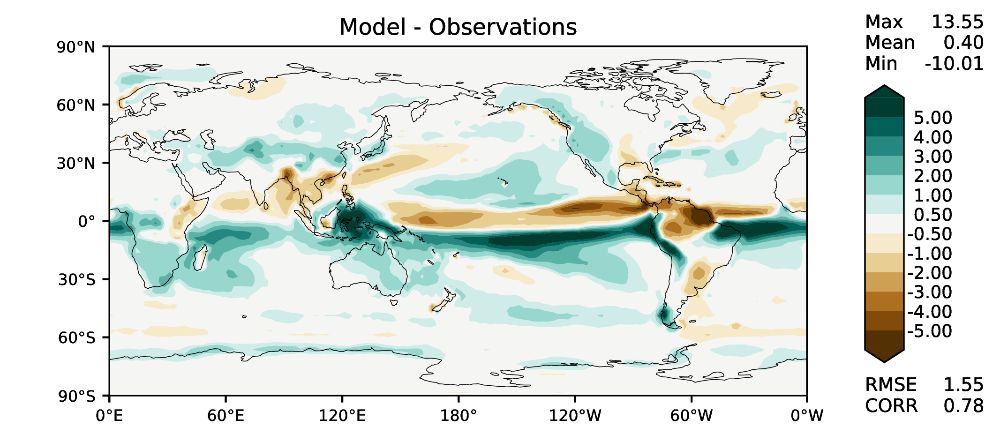 Model - Observations
Max 13.55
Mean 0.40
Min -10.01
90°N
60°N
30°N
0°
30°S
60°S
90°S
0°E 60°E 120°E 180° 120°W 60°W 0°W
5.00
4.00
3.00
2.00
1.00
0.50
-0.50
-1.00
-2.00
-3.00
-4.00
-5.00
RMSE 1.55
CORR 0.78